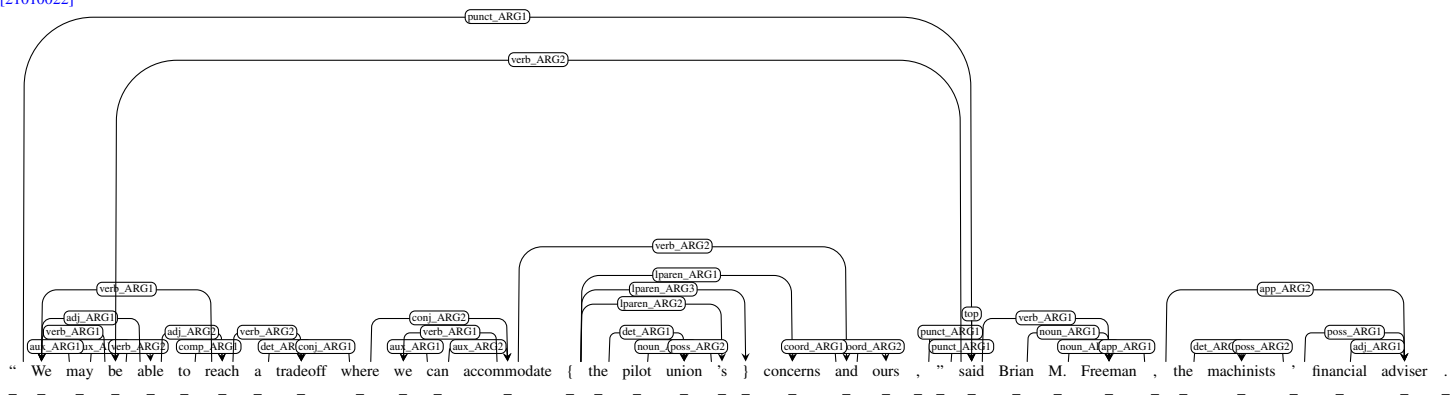 [21010022]
punct_ARG1
verb_ARG2
verb_ARG2
lparen_ARG1
verb_ARG1 lparen_ARG3 app_ARG2
lparen_ARG2
top
adj_ARG1 conj_ARG2 verb_ARG1
verb_ARG1 adj_ARG2 verb_ARG2 verb_ARG1 det_ARG1 punct_ARG1 noun_ARG1 poss_ARG1
aux_ARG1 verb_ARG2 comp_ARG1 conj_ARG1 aux_ARG1 aux_ARG2 poss_ARG2 coord_ARG1 punct_ARG1 app_ARG1 poss_ARG2 adj_ARG1
“ We may be able to reach a tradeoff where we can accommodate { the pilot union 's } concerns and ours , ” said Brian M. Freeman , the machinists ' financial adviser .